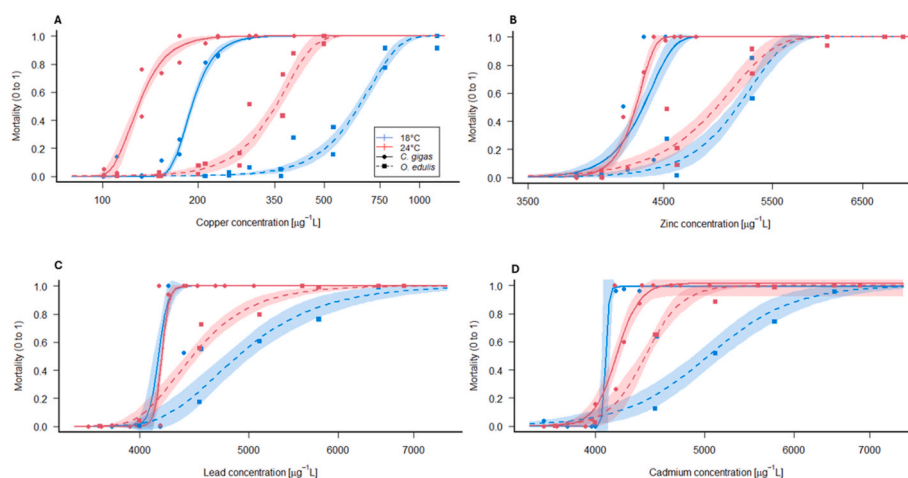 A
Mortality (0 to 1)
1.0
0.8
0.6
0.4
0.2
0.0
100
200
350
500
750
1000
Copper concentration [µg⁻¹L]
18°C
24°C
C. gigas
O. edulis
B
Mortality (0 to 1)
1.0
0.8
0.6
0.4
0.2
0.0
3500
4500
5500
6500
Zinc concentration [µg⁻¹L]
C
Mortality (0 to 1)
1.0
0.8
0.6
0.4
0.2
0.0
4000
5000
6000
7000
Lead concentration [µg⁻¹L]
D
Mortality (0 to 1)
1.0
0.8
0.6
0.4
0.2
0.0
4000
5000
6000
7000
Cadmium concentration [µg⁻¹L]